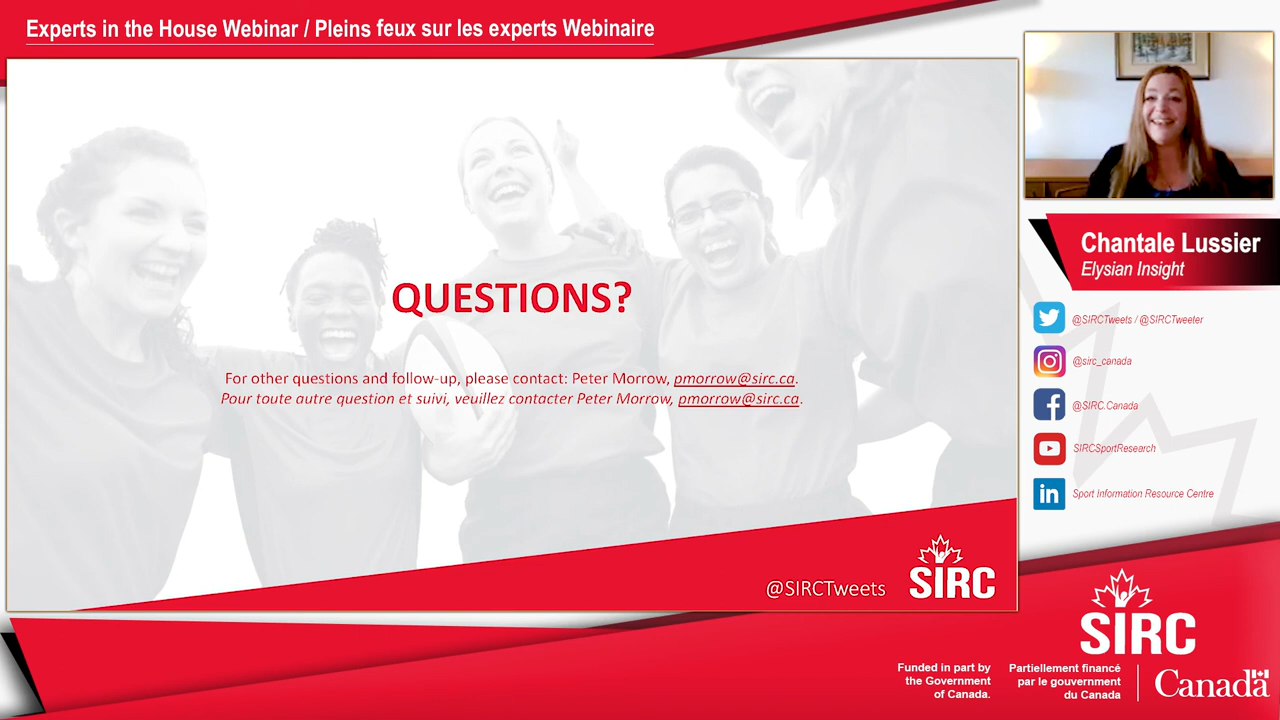 Experts in the House Webinar / Pleins feux sur les experts Webinaire
QUESTIONS?
For other questions and follow-up, please contact: Peter Morrow, pmorrow@sirc.ca.
Pour toute autre question et suivi, veuillez contacter Peter Morrow, pmorrow@sirc.ca.
@SIRCTweets
SIRC
Chantale Lussier
Elysian Insight
@SIRCTweets / @SIRCTweeter
@sirc_canada
@SIRC.Canada
SIRCSportResearch
in
Sport Information Resource Centre
SIRC
Funded in part by
the Government
of Canada.
Partiellement financé
par le gouvernment
du Canada
Canada